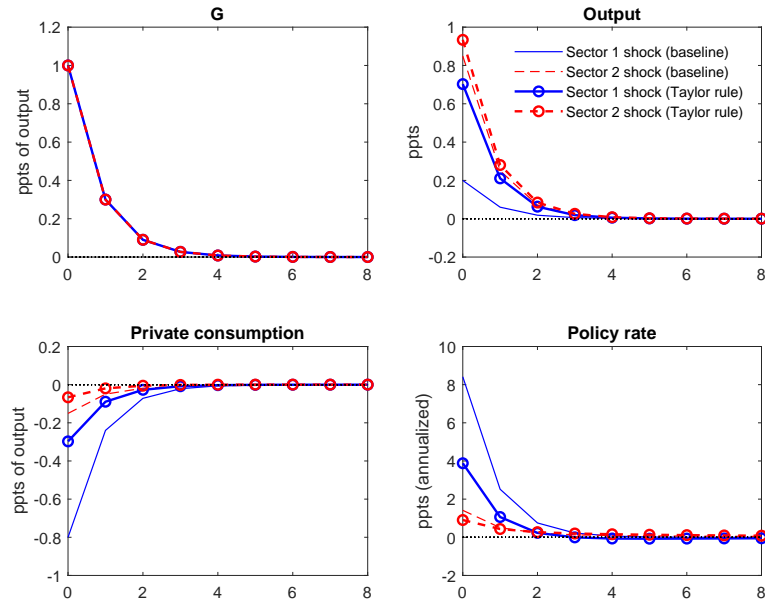 G
ppts of output
1.2
1
0.8
0.6
0.4
0.2
0
0 2 4 6 8
Output
ppts
1
0.8
0.6
0.4
0.2
0
-0.2
Sector 1 shock (baseline)
Sector 2 shock (baseline)
Sector 1 shock (Taylor rule)
Sector 2 shock (Taylor rule)
0 2 4 6 8
Private consumption
ppts of output
0.2
0
-0.2
-0.4
-0.6
-0.8
-1
0 2 4 6 8
Policy rate
ppts (annualized)
10
8
6
4
2
0
-2
0 2 4 6 8